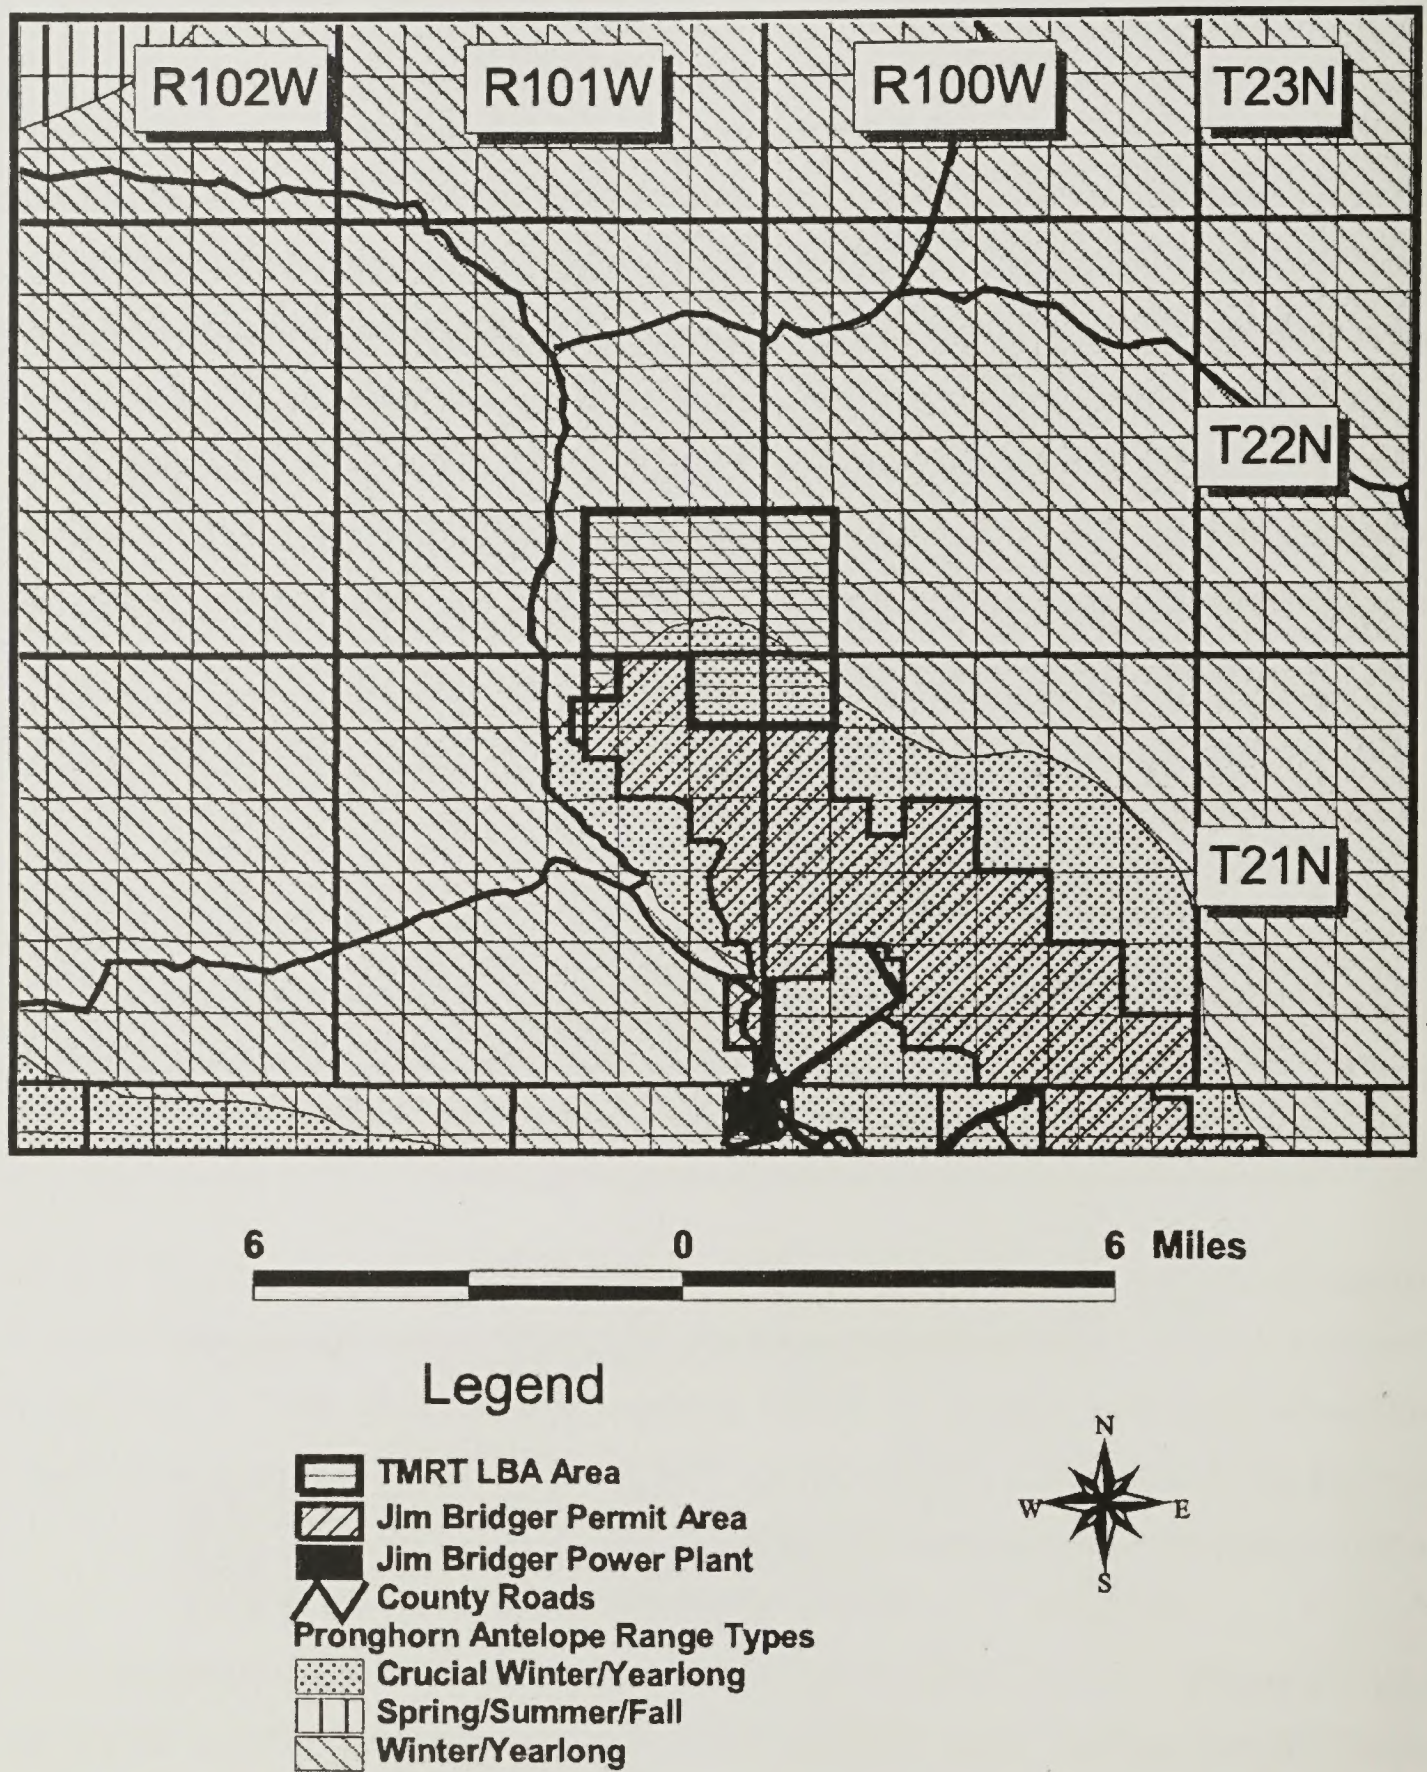 R102W R101W R100W T23N
T22N
T21N
6 0 6 Miles
Legend
TMRT LBA Area
Jim Bridger Permit Area
Jim Bridger Power Plant
County Roads
Pronghorn Antelope Range Types
Crucial Winter/Yearlong
Spring/Summer/Fall
Winter/Yearlong
N
W E
S